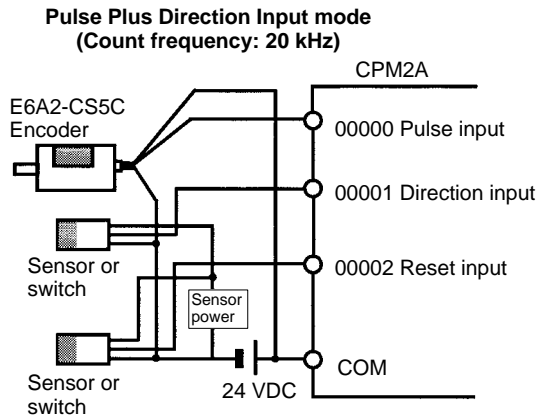 Pulse Plus Direction Input mode
(Count frequency: 20 kHz)
CPM2A
E6A2-CS5C
Encoder
00000 Pulse input
00001 Direction input
Sensor or
switch
00002 Reset input
Sensor
power
COM
24 VDC
Sensor or
switch